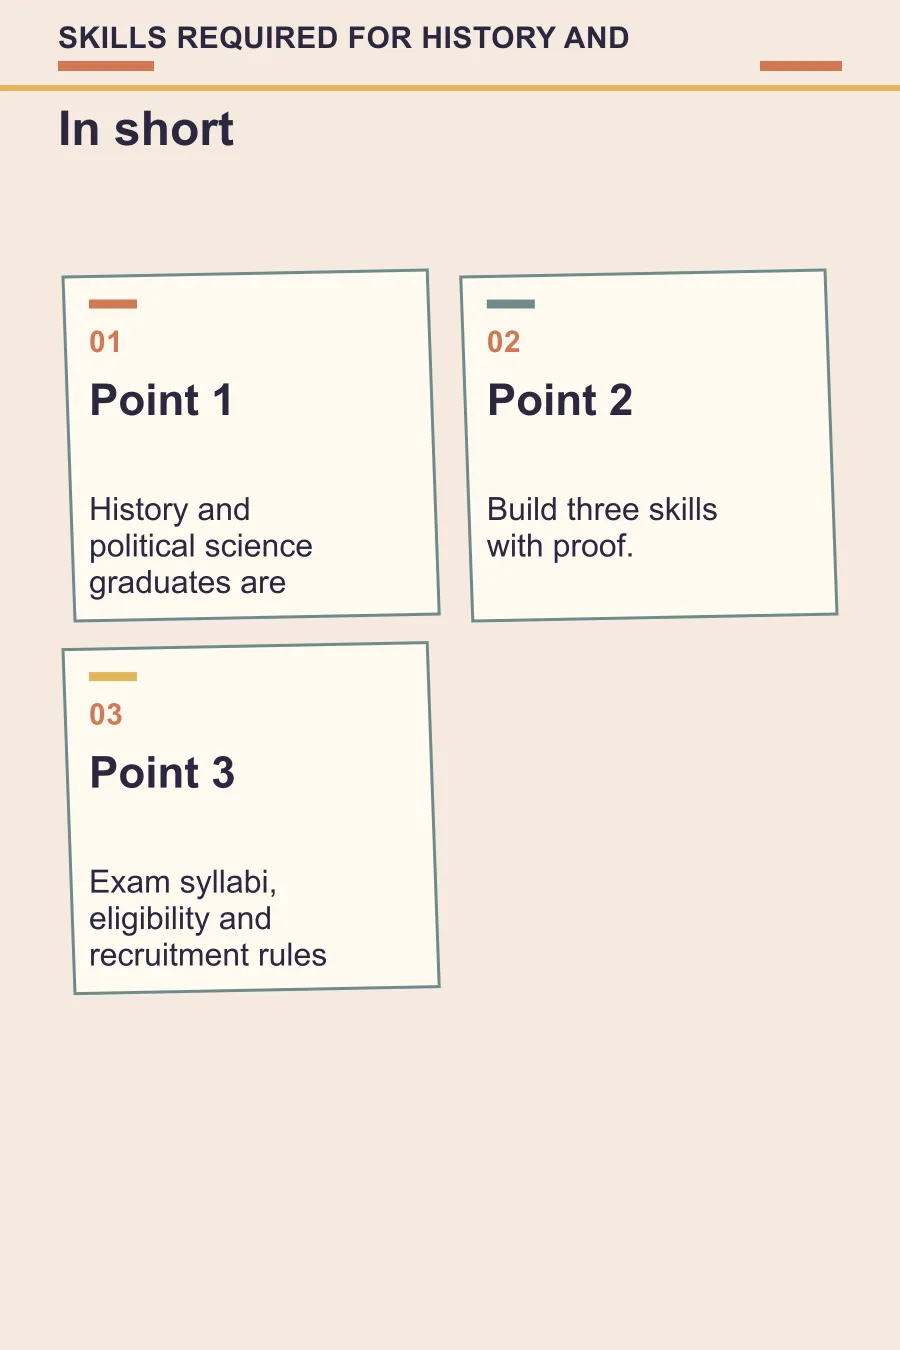 SKILLS REQUIRED FOR HISTORY AND
In short
01
Point 1
History and
political science
graduates are
02
Point 2
Build three skills
with proof.
03
Point 3
Exam syllabi,
eligibility and
recruitment rules